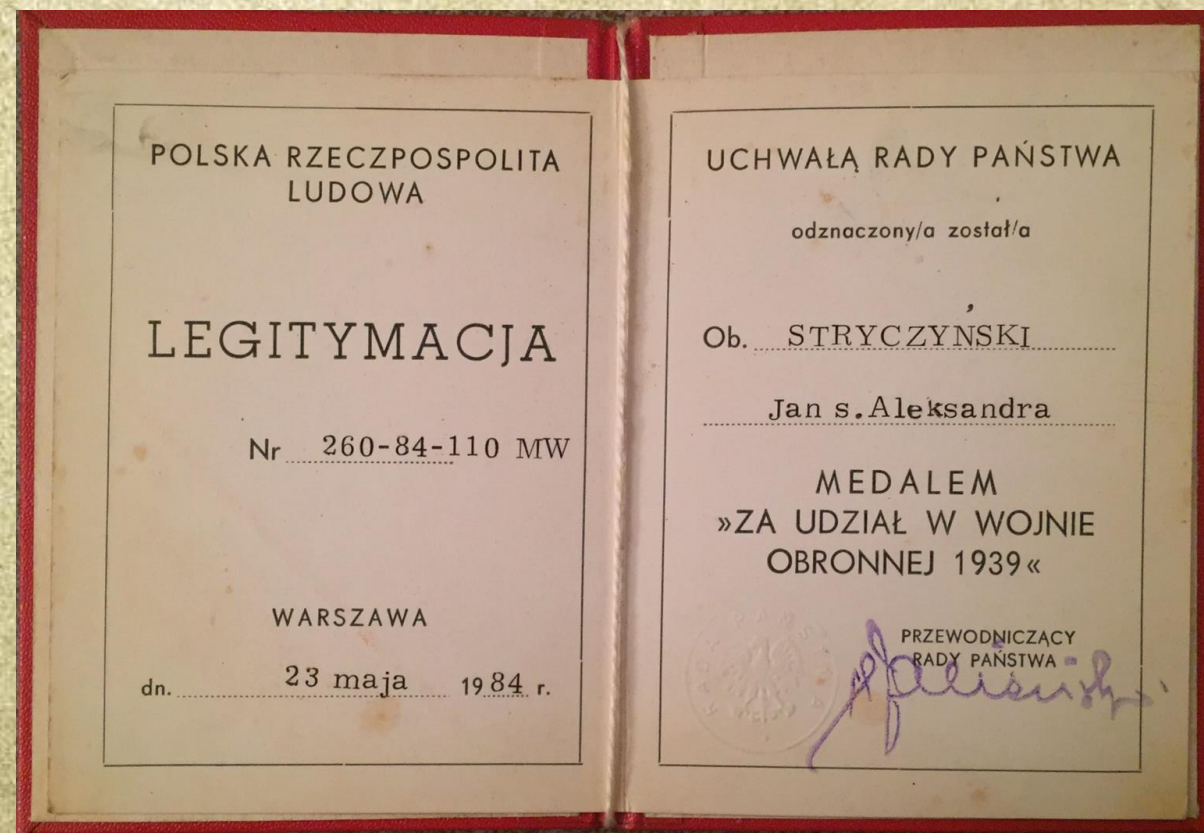 POLSKA RZECZPOSPOLITA
LUDOWA
LEGITYMACJA
Nr 260-84-110 MW
WARSZAWA
dn. 23 maja 1984 r.
UCHWAŁĄ RADY PAŃSTWA
odznaczony/a został/a
Ob. STRYCZYŃSKI
Jan s.Aleksandra
MEDALEM
»ZA UDZIAŁ W WOJNIE
OBRONNEJ 1939«
PRZEWODNICZĄCY
RADY PAŃSTWA